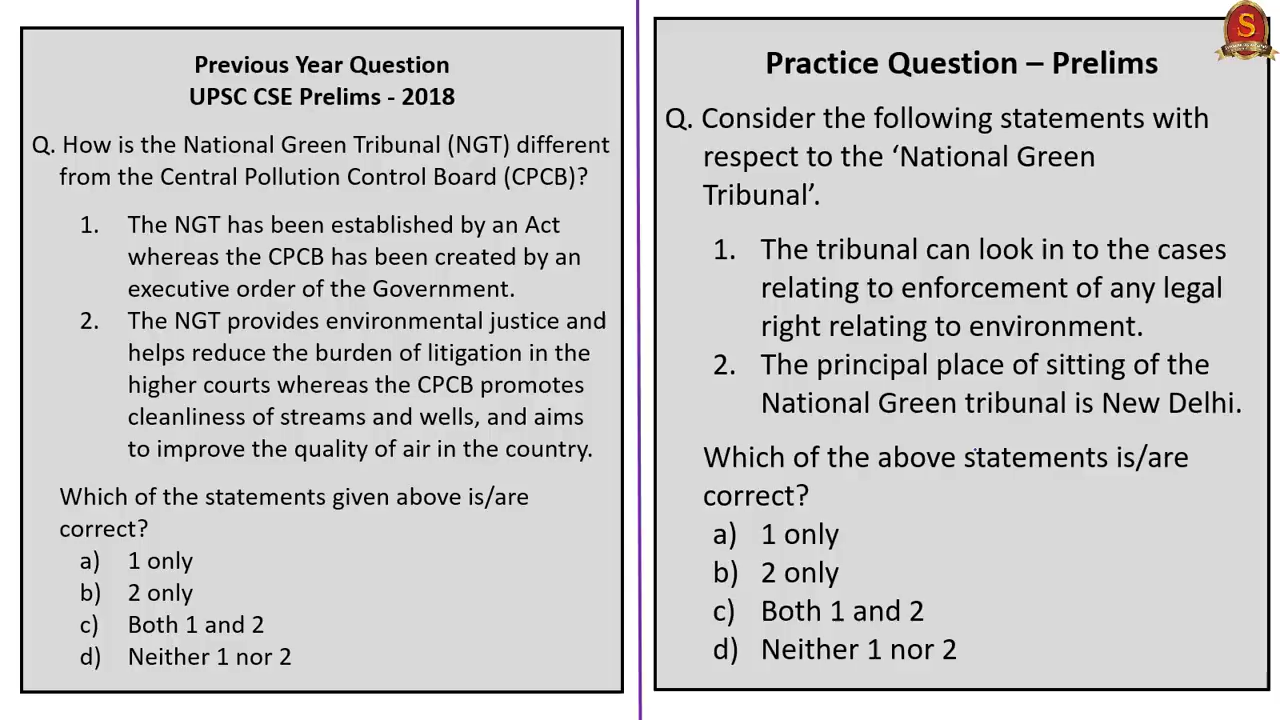 Previous Year Question
UPSC CSE Prelims - 2018
Q. How is the National Green Tribunal (NGT) different
from the Central Pollution Control Board (CPCB)?
1. The NGT has been established by an Act
whereas the CPCB has been created by an
executive order of the Government.
2. The NGT provides environmental justice and
helps reduce the burden of litigation in the
higher courts whereas the CPCB promotes
cleanliness of streams and wells, and aims
to improve the quality of air in the country.
Which of the statements given above is/are
correct?
a) 1 only
b) 2 only
c) Both 1 and 2
d) Neither 1 nor 2
Practice Question – Prelims
Q. Consider the following statements with
respect to the ‘National Green
Tribunal’.
1. The tribunal can look in to the cases
relating to enforcement of any legal
right relating to environment.
2. The principal place of sitting of the
National Green tribunal is New Delhi.
Which of the above statements is/are
correct?
a) 1 only
b) 2 only
c) Both 1 and 2
d) Neither 1 nor 2
S